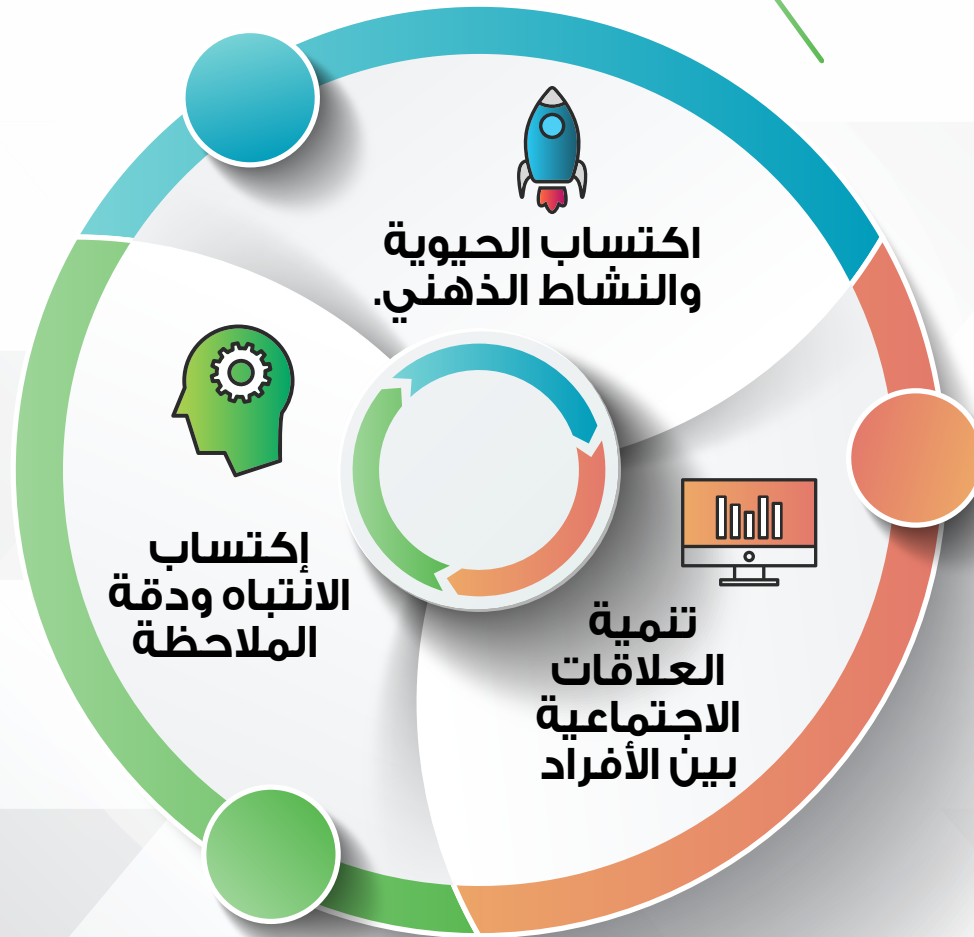 اكتساب الحيوية
والنشاط الذهني.
تنمية
العلاقات
الاجتماعية
بين الأفراد
إكتساب
الانتباه ودقة
الملاحظة